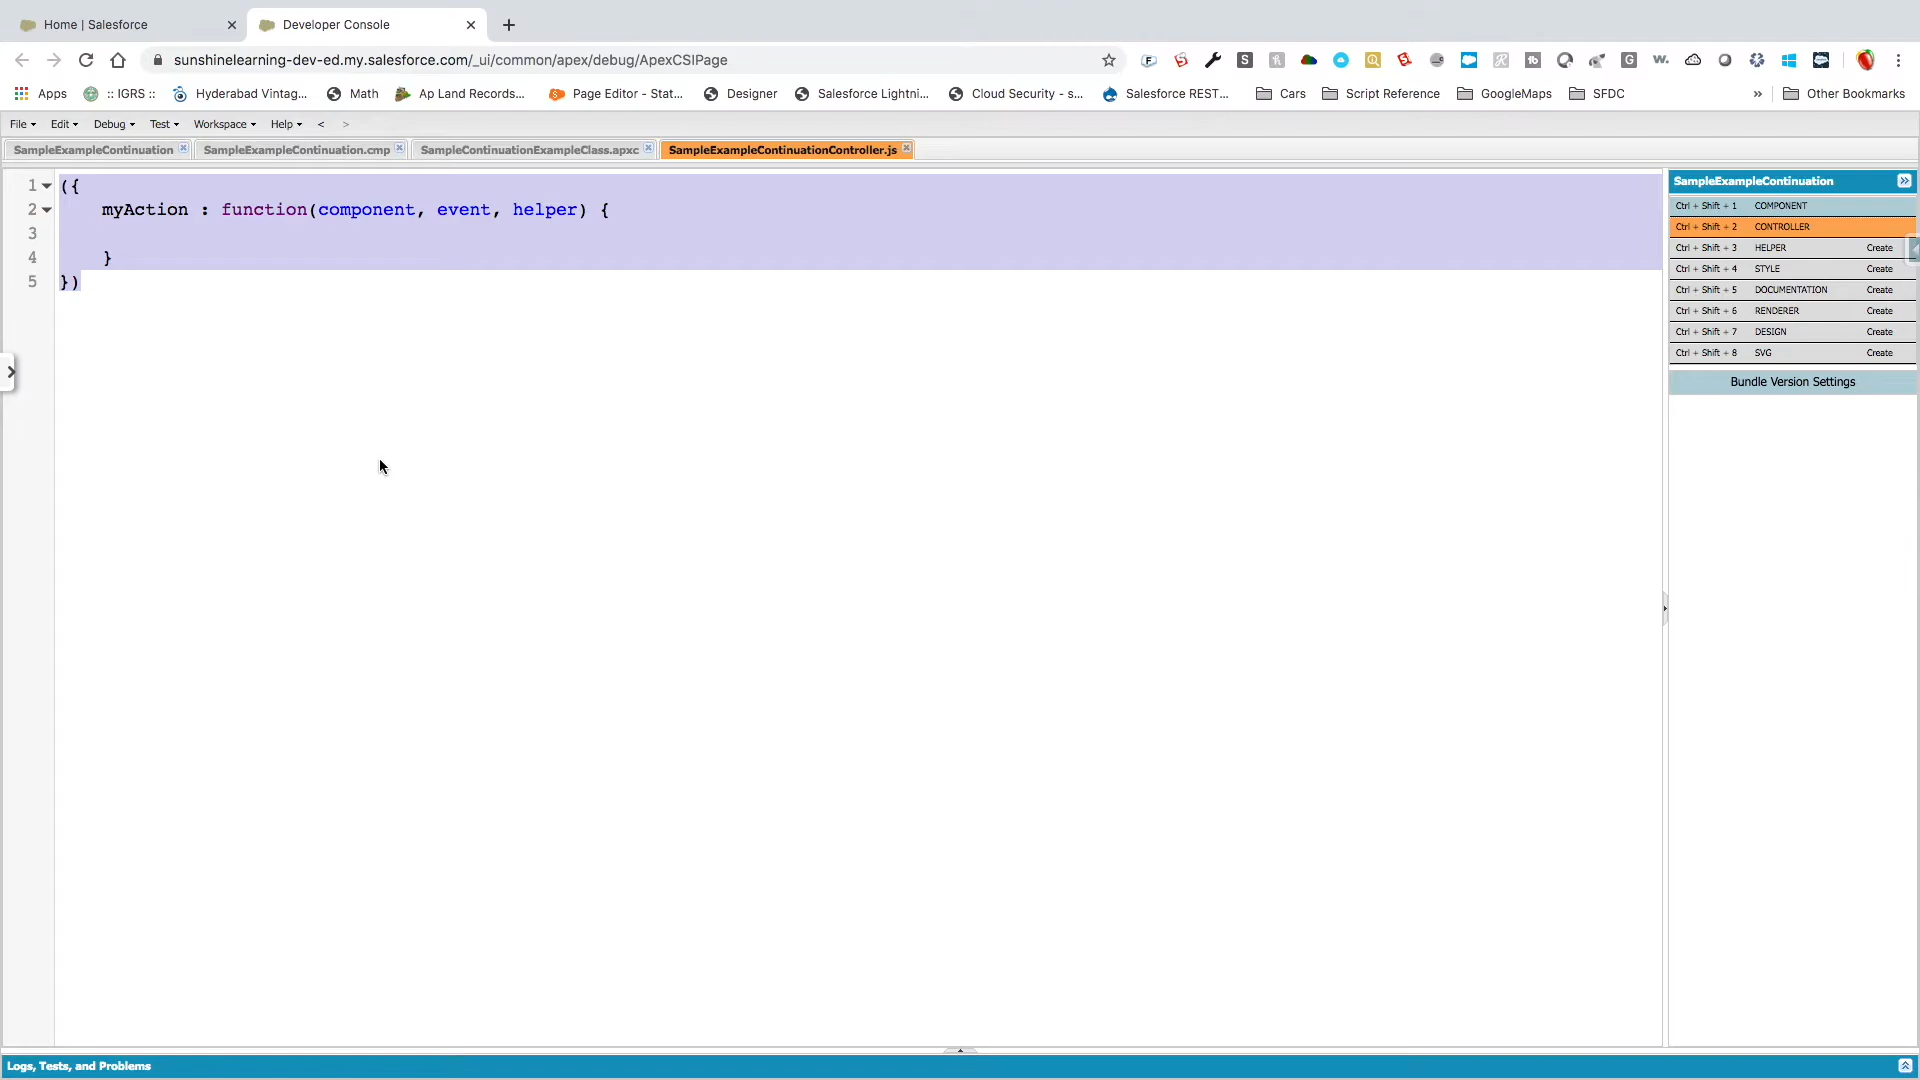 Home | Salesforce
Developer Console
sunshinelearning-dev-ed.my.salesforce.com/_ui/common/apex/debug/ApexCSIPage
Apps
:: IGRS ::
Hyderabad Vintag...
Math
Ap Land Records...
Page Editor - Stat...
Designer
Salesforce Lightni...
Cloud Security - s...
Salesforce REST...
Cars
Script Reference
GoogleMaps
SFDC
»
Other Bookmarks
File
Edit
Debug
Test
Workspace
Help
<
>
SampleExampleContinuation
SampleExampleContinuation.cmp
SampleContinuationExampleClass.apxc
SampleExampleContinuationController.js
1 ({
2 myAction : function(component, event, helper) {
3
4 }
5 })
SampleExampleContinuation
Ctrl + Shift + 1 COMPONENT
Ctrl + Shift + 2 CONTROLLER
Ctrl + Shift + 3 HELPER Create
Ctrl + Shift + 4 STYLE Create
Ctrl + Shift + 5 DOCUMENTATION Create
Ctrl + Shift + 6 RENDERER Create
Ctrl + Shift + 7 DESIGN Create
Ctrl + Shift + 8 SVG Create
Bundle Version Settings
Logs, Tests, and Problems